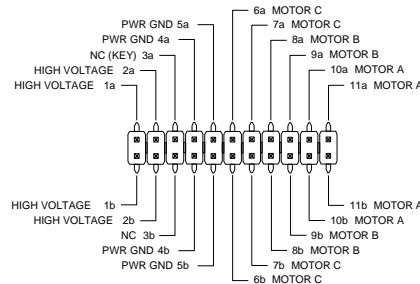 6a MOTOR C
PWR GND 5a 7a MOTOR C
PWR GND 4a 8a MOTOR B
NC (KEY) 3a 9a MOTOR B
HIGH VOLTAGE 2a 10a MOTOR A
HIGH VOLTAGE 1a 11a MOTOR A
HIGH VOLTAGE 1b 11b MOTOR A
HIGH VOLTAGE 2b 10b MOTOR A
NC 3b 9b MOTOR B
PWR GND 4b 8b MOTOR B
PWR GND 5b 7b MOTOR C
6b MOTOR C